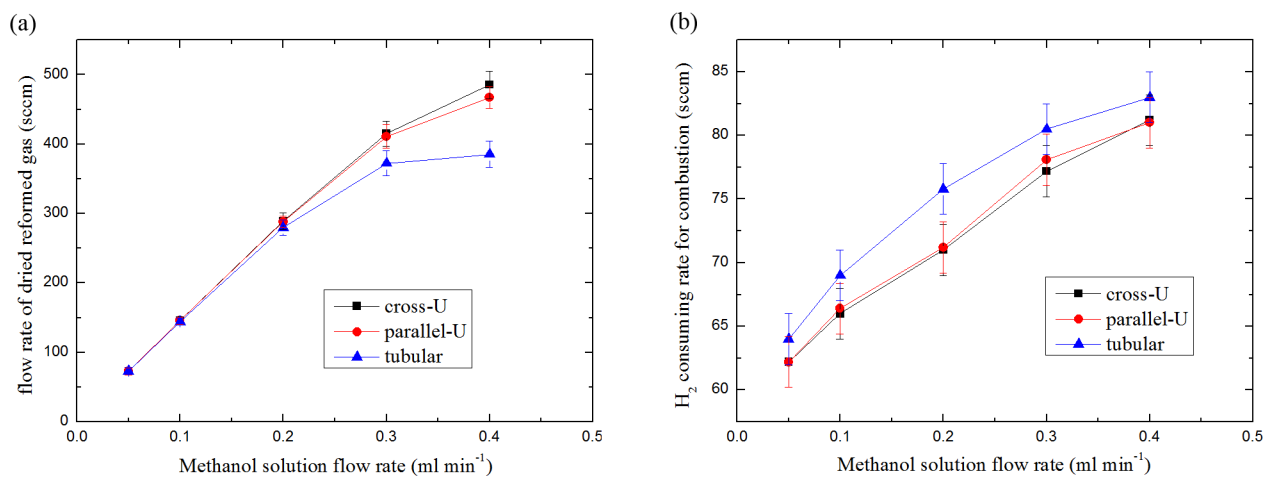 (a)
flow rate of dried reformed gas (sccm)
500
400
300
200
100
0
0.0 0.1 0.2 0.3 0.4 0.5
Methanol solution flow rate (ml min⁻¹)
cross-U
parallel-U
tubular
(b)
H₂ consuming rate for combustion (sccm)
85
80
75
70
65
60
0.0 0.1 0.2 0.3 0.4 0.5
Methanol solution flow rate (ml min⁻¹)
cross-U
parallel-U
tubular